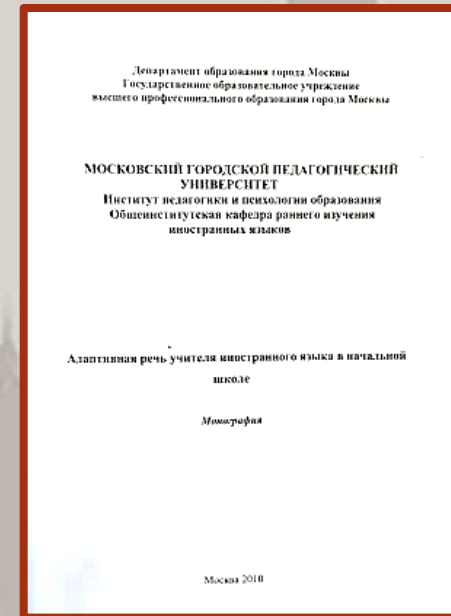 Департамент образования города Москвы
Государственное образовательное учреждение
высшего профессионального образования города Москвы
МОСКОВСКИЙ ГОРОДСКОЙ ПЕДАГОГИЧЕСКИЙ
УНИВЕРСИТЕТ
Институт педагогики и психологии образования
Общеинститутская кафедра раннего изучения
иностранных языков
Адаптивная речь учителя иностранного языка в начальной
школе
Монография
Москва 2010